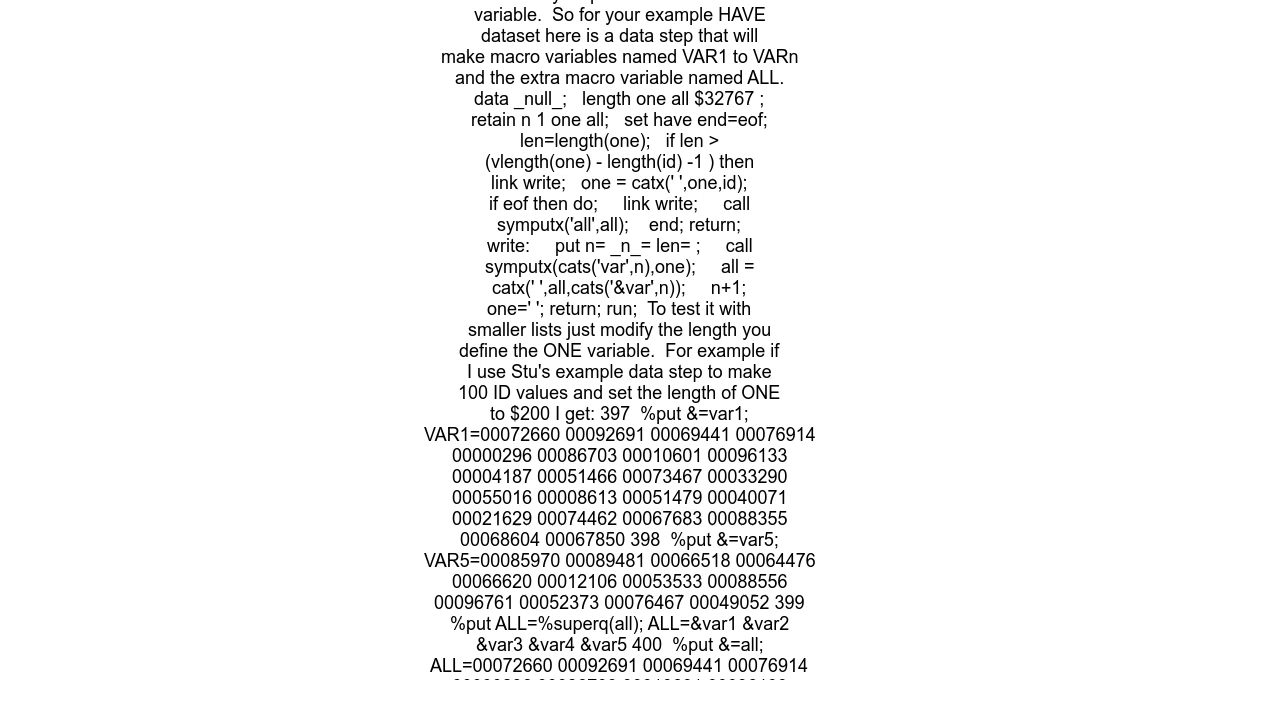 variable.  So for your example HAVE
dataset here is a data step that will
make macro variables named VAR1 to VARn
and the extra macro variable named ALL.
data _null_;   length one all $32767 ;
retain n 1 one all;   set have end=eof;
len=length(one);   if len >
(vlength(one) - length(id) -1 ) then
link write;   one = catx(' ',one,id);
if eof then do;     link write;     call
symputx('all',all);    end; return;
write:     put n= _n_= len= ;     call
symputx(cats('var',n),one);     all =
catx(' ',all,cats('&var',n));     n+1;
one=' '; return; run;  To test it with
smaller lists just modify the length you
define the ONE variable.  For example if
I use Stu's example data step to make
100 ID values and set the length of ONE
to $200 I get: 397  %put &=var1;
VAR1=00072660 00092691 00069441 00076914
00000296 00086703 00010601 00096133
00004187 00051466 00073467 00033290
00055016 00008613 00051479 00040071
00021629 00074462 00067683 00088355
00068604 00067850 398  %put &=var5;
VAR5=00085970 00089481 00066518 00064476
00066620 00012106 00053533 00088556
00096761 00052373 00076467 00049052 399
%put ALL=%superq(all); ALL=&var1 &var2
&var3 &var4 &var5 400  %put &=all;
ALL=00072660 00092691 00069441 00076914